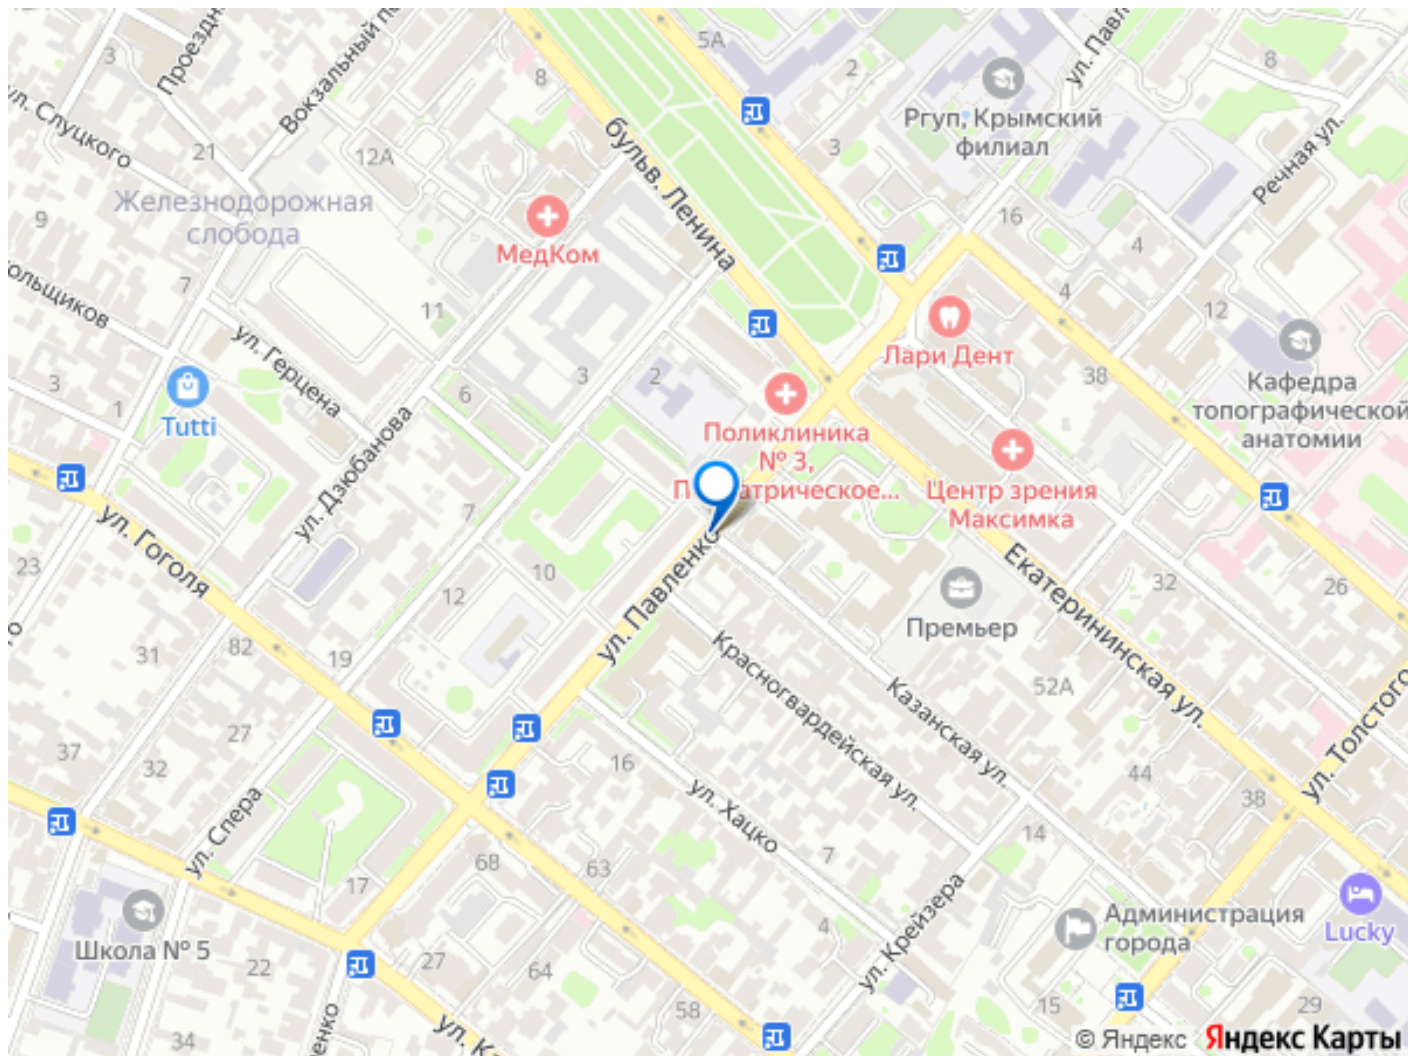 5А
ул. Павл
3
Проездн
Вокзальный п
8
2
8
ул. Слуцкого
21
12А
бульв. Ленина
3
Ргуп, Крымский
филиал
Речная ул.
Железнодорожная
слобода
9
МедКом
16
4
ольщиков
7
11
4
12
ул. Герцена
Лари Дент
3
1
Tutti
6
3
2
38
Кафедра
топографической
анатомии
ул. Дзюбанова
Поликлиника
№ 3,
атрическое...
Центр зрения
Максимка
ул. Гоголя
7
23
10
12
ул. Павленко
Премьер
Екатерининская ул.
32
26
31
82
19
Красногвардейская ул.
Казанская ул.
52А
ул. Толстого
37
27
32
16
44
38
ул. Спера
ул. Хацко
14
68
63
7
17
ул. Крейзера
Школа № 5
4
Администрация
города
Lucky
22
27
64
58
15
29
34
енко
ул. К
© Яндекс Яндекс Карты